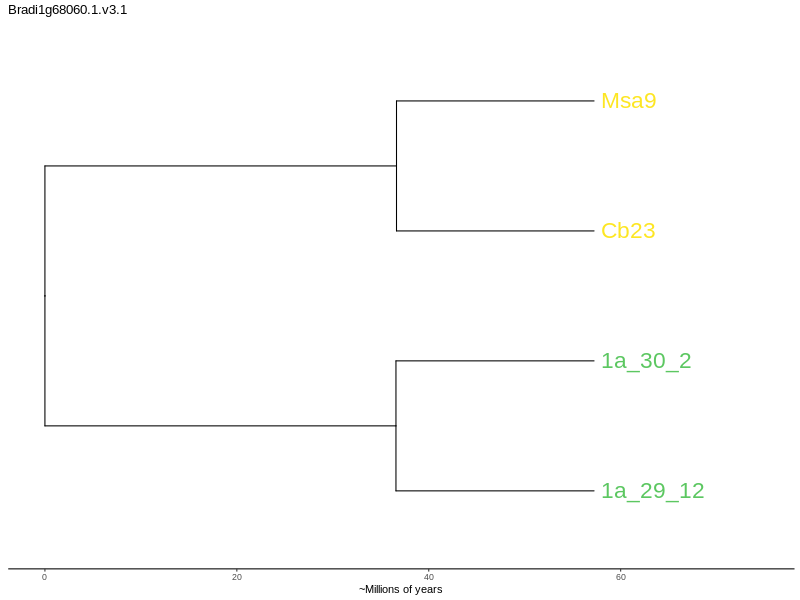 Bradi1g68060.1.v3.1
Msa9
Cb23
1a_30_2
1a_29_12
0 20 40 60
~Millions of years